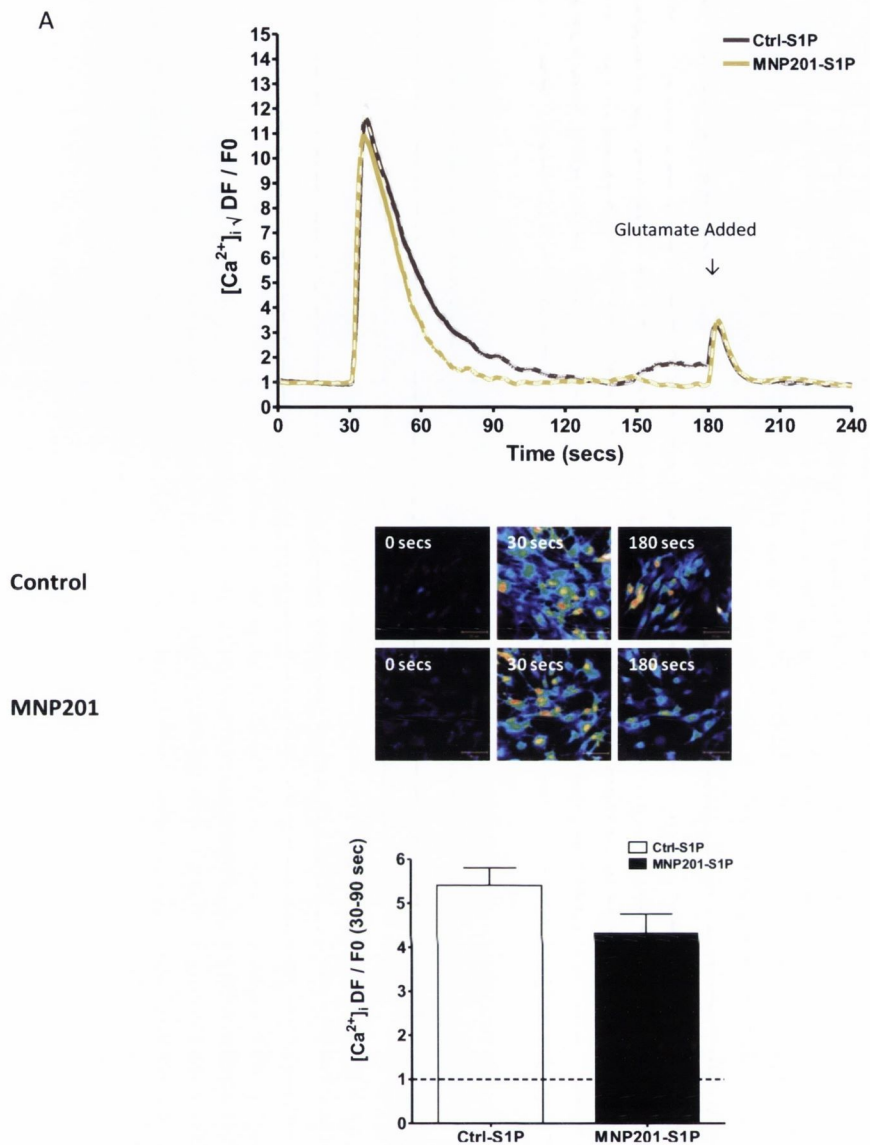 A
15
14
13
12
11
10
9
8
7
6
5
4
3
2
1
0
[Ca2+]i √ DF / F0
Ctrl-S1P
MNP201-S1P
Glutamate Added
↓
0 30 60 90 120 150 180 210 240
Time (secs)
Control
0 secs 30 secs 180 secs
MNP201
0 secs 30 secs 180 secs
Ctrl-S1P
MNP201-S1P
[Ca2+]i DF / F0 (30-90 sec)
6
5
4
3
2
1
0
Ctrl-S1P MNP201-S1P